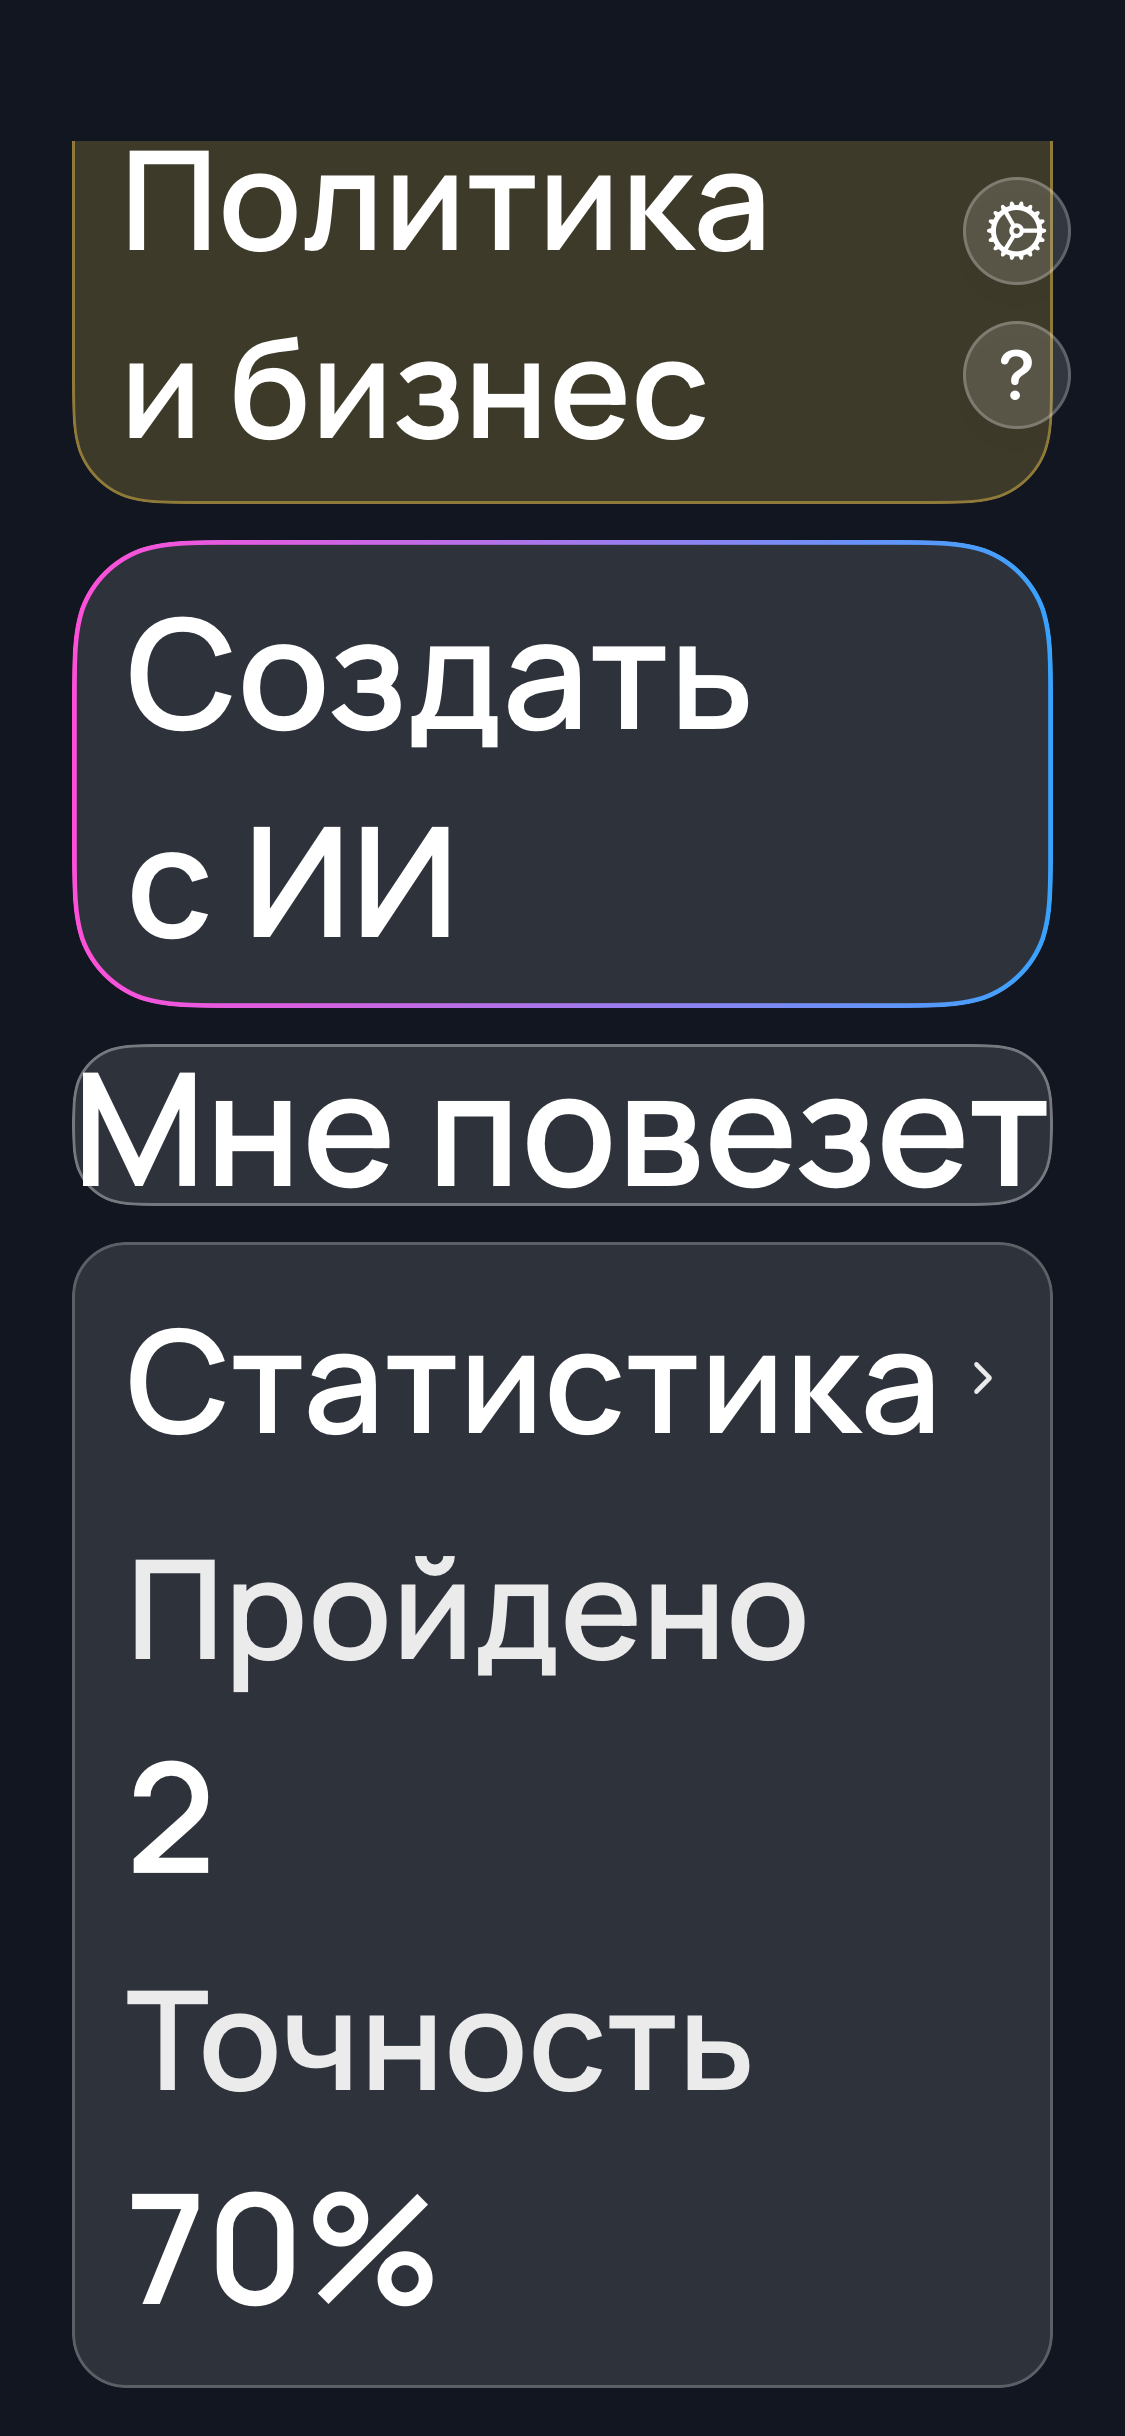 Политика
и бизнес
?
Создать
с ИИ
Мне повезет
Статистика
Пройдено
2
Точность
70%